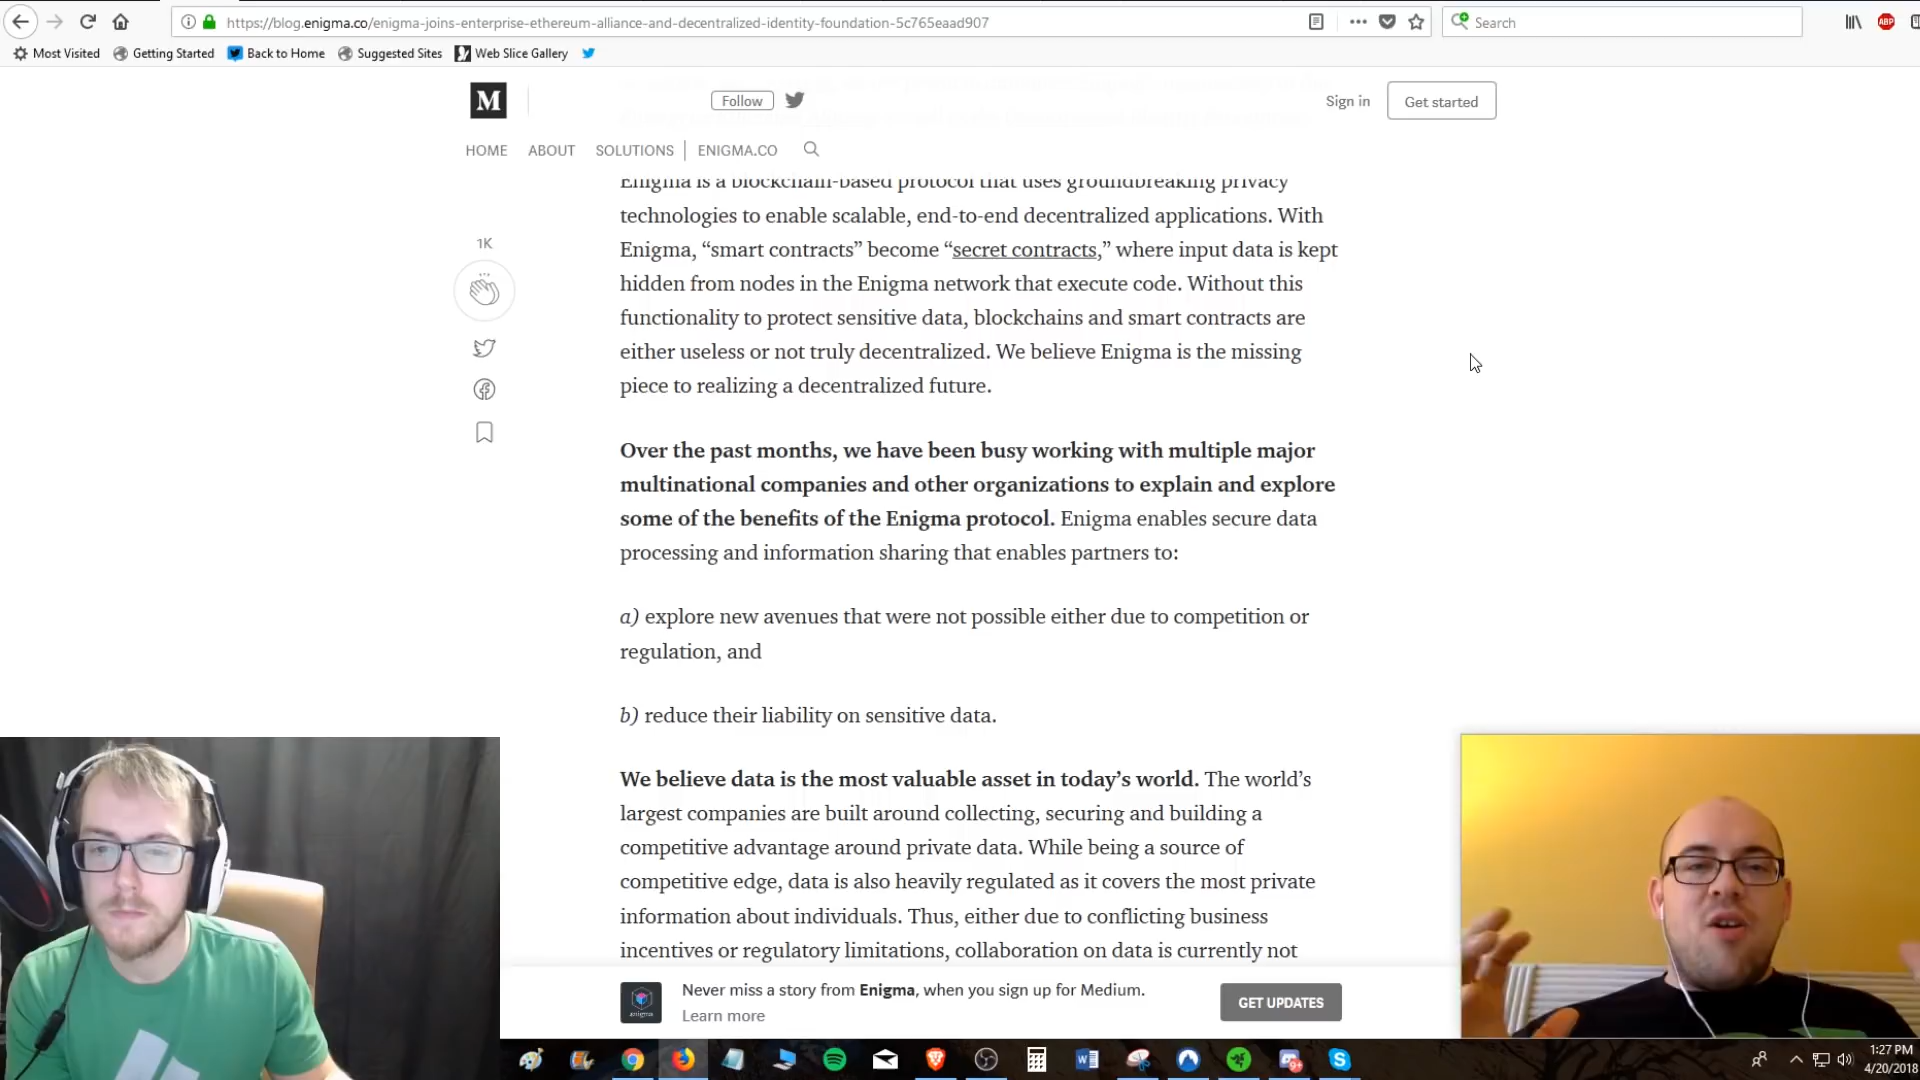 https://blog.enigma.co/enigma-joins-enterprise-ethereum-alliance-and-decentralized-identity-foundation-5c765eaad907
Search
ABP
Most Visited
Getting Started
Back to Home
Suggested Sites
Web Slice Gallery
M
Follow
Sign in
Get started
HOME
ABOUT
SOLUTIONS
ENIGMA.CO
Enigma is a blockchain-based protocol that uses groundbreaking privacy
technologies to enable scalable, end-to-end decentralized applications. With
Enigma, “smart contracts” become “secret contracts,” where input data is kept
hidden from nodes in the Enigma network that execute code. Without this
functionality to protect sensitive data, blockchains and smart contracts are
either useless or not truly decentralized. We believe Enigma is the missing
piece to realizing a decentralized future.
1K
Over the past months, we have been busy working with multiple major
multinational companies and other organizations to explain and explore
some of the benefits of the Enigma protocol. Enigma enables secure data
processing and information sharing that enables partners to:
a) explore new avenues that were not possible either due to competition or
regulation, and
b) reduce their liability on sensitive data.
We believe data is the most valuable asset in today’s world. The world’s
largest companies are built around collecting, securing and building a
competitive advantage around private data. While being a source of
competitive edge, data is also heavily regulated as it covers the most private
information about individuals. Thus, either due to conflicting business
incentives or regulatory limitations, collaboration on data is currently not
enigma
Never miss a story from Enigma, when you sign up for Medium.
Learn more
GET UPDATES
1:27 PM
4/20/2018